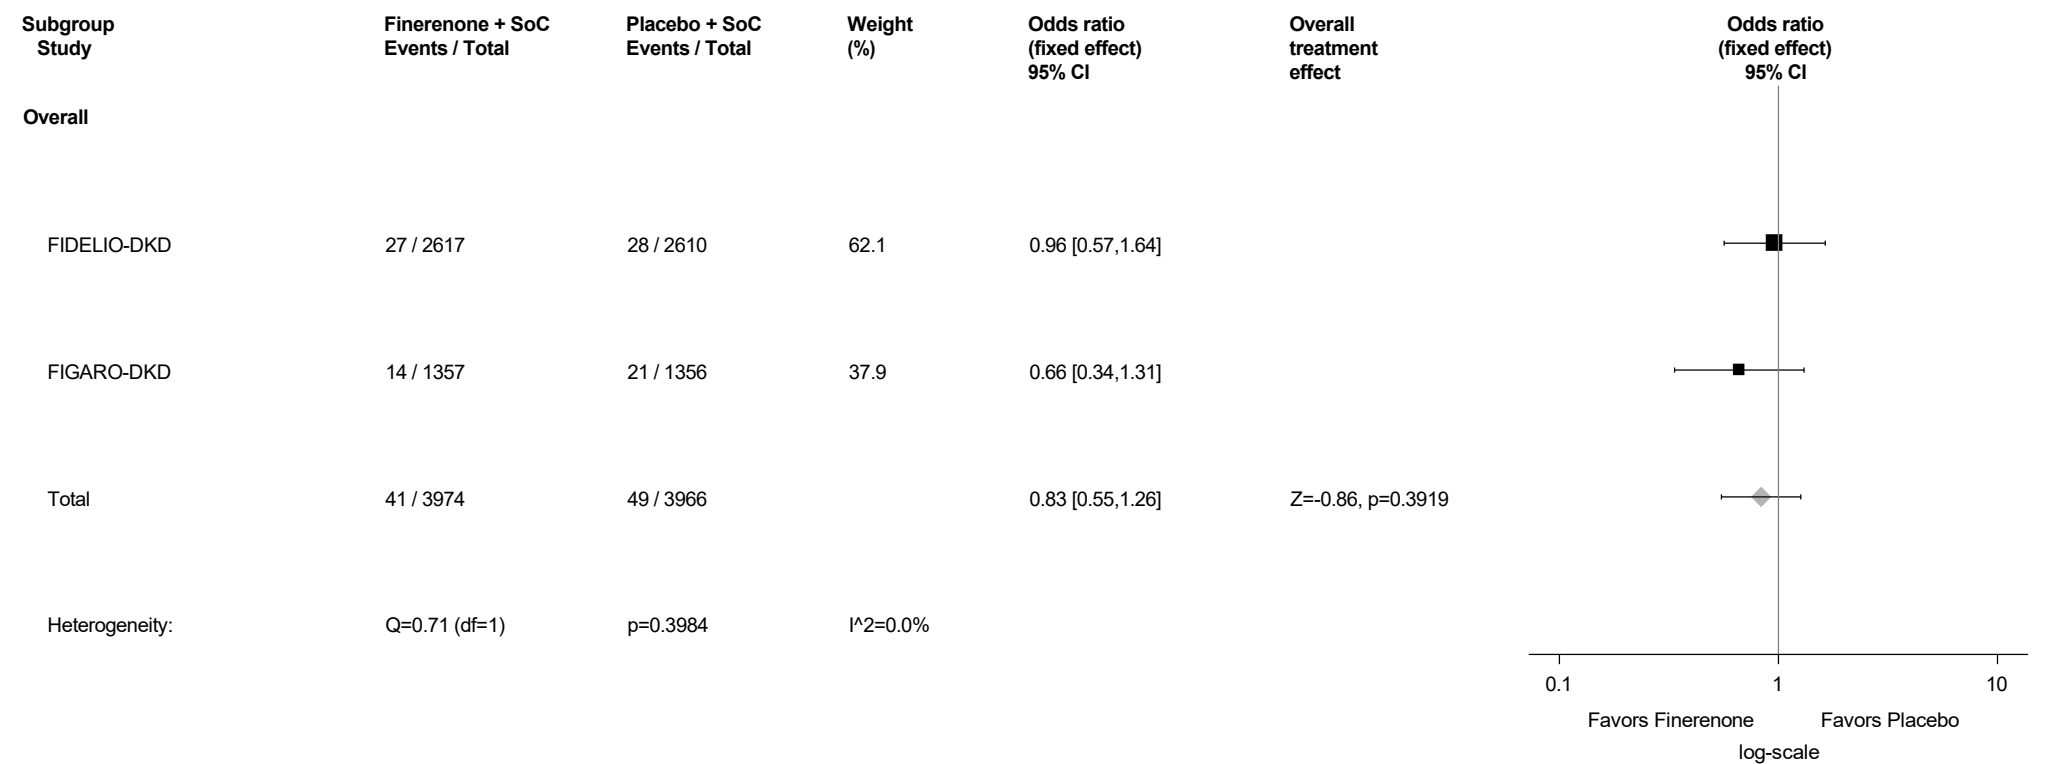 Subgroup Finerenone + SoC Placebo + SoC Weight Odds ratio Overall Odds ratio
Study Events / Total Events / Total (%) (fixed effect) treatment (fixed effect)
95% CI effect 95% CI
Overall
FIDELIO-DKD 27 / 2617 28 / 2610 62.1 0.96 [0.57,1.64]
FIGARO-DKD 14 / 1357 21 / 1356 37.9 0.66 [0.34,1.31]
Total 41 / 3974 49 / 3966 0.83 [0.55,1.26] Z=-0.86, p=0.3919
Heterogeneity: Q=0.71 (df=1) p=0.3984 I^2=0.0%
0.1 1 10
Favors Finerenone Favors Placebo
log-scale